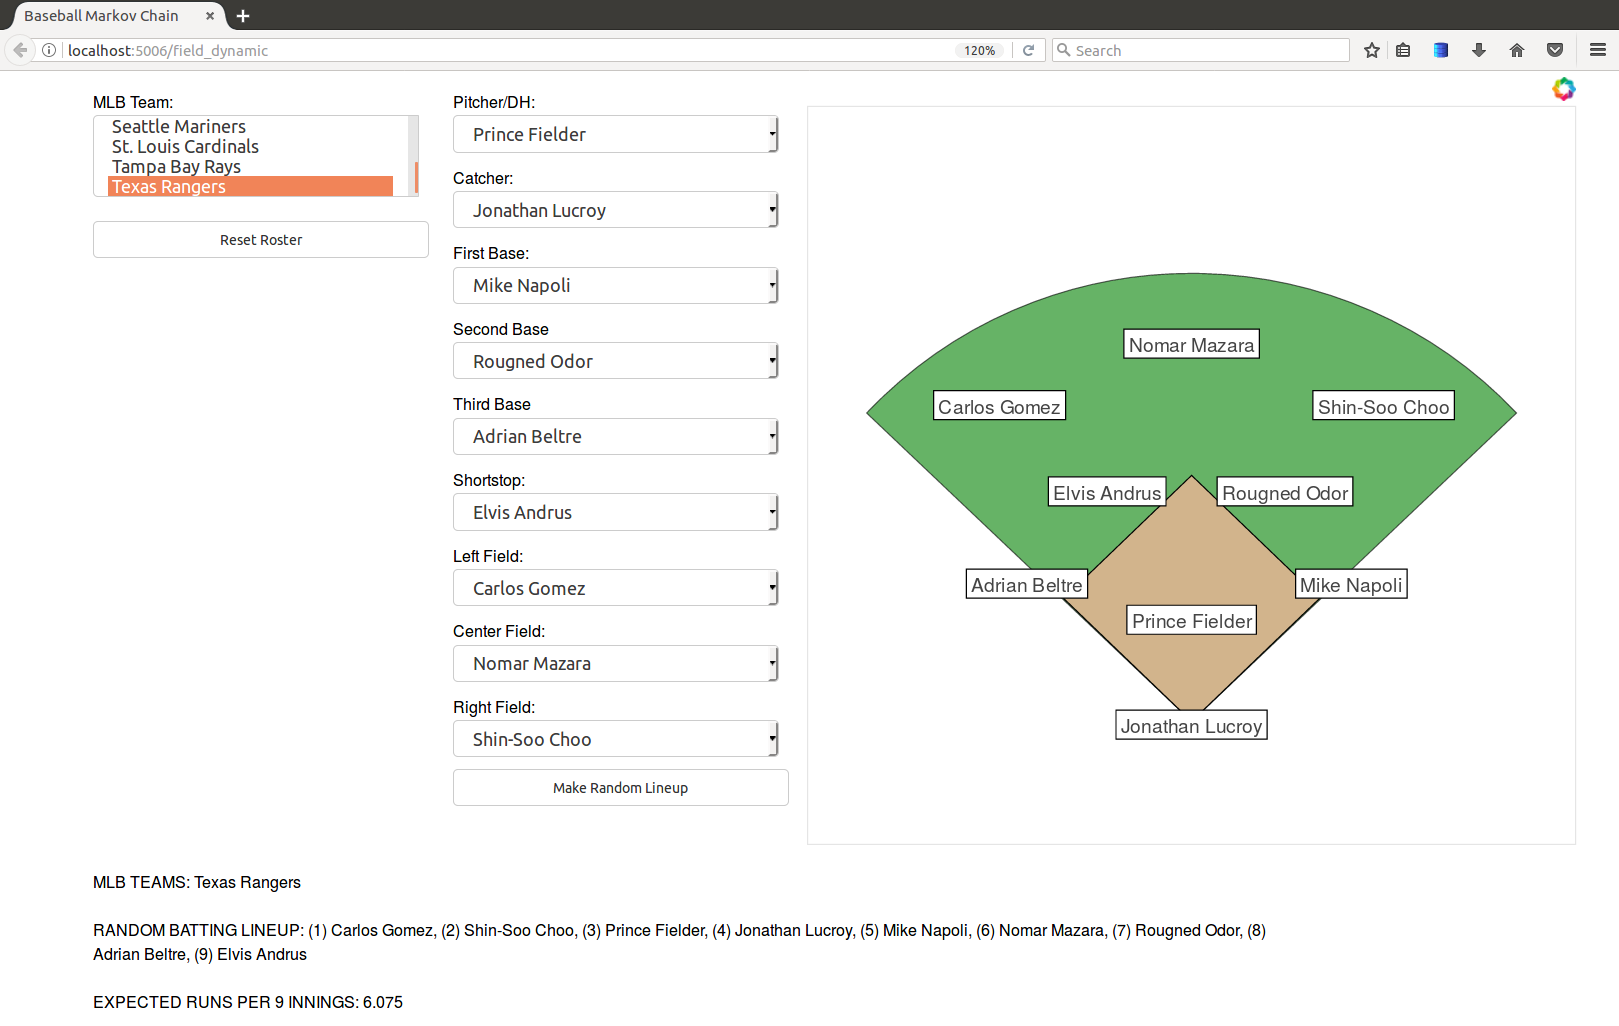 Baseball Markov Chain
localhost:5006/field_dynamic
120%
Search
MLB Team:
Seattle Mariners
St. Louis Cardinals
Tampa Bay Rays
Texas Rangers
Reset Roster
Pitcher/DH:
Prince Fielder
Catcher:
Jonathan Lucroy
First Base:
Mike Napoli
Second Base
Rougned Odor
Third Base
Adrian Beltre
Shortstop:
Elvis Andrus
Left Field:
Carlos Gomez
Center Field:
Nomar Mazara
Right Field:
Shin-Soo Choo
Make Random Lineup
Nomar Mazara
Carlos Gomez
Shin-Soo Choo
Elvis Andrus
Rougned Odor
Adrian Beltre
Mike Napoli
Prince Fielder
Jonathan Lucroy
MLB TEAMS: Texas Rangers
RANDOM BATTING LINEUP: (1) Carlos Gomez, (2) Shin-Soo Choo, (3) Prince Fielder, (4) Jonathan Lucroy, (5) Mike Napoli, (6) Nomar Mazara, (7) Rougned Odor, (8)
Adrian Beltre, (9) Elvis Andrus
EXPECTED RUNS PER 9 INNINGS: 6.075